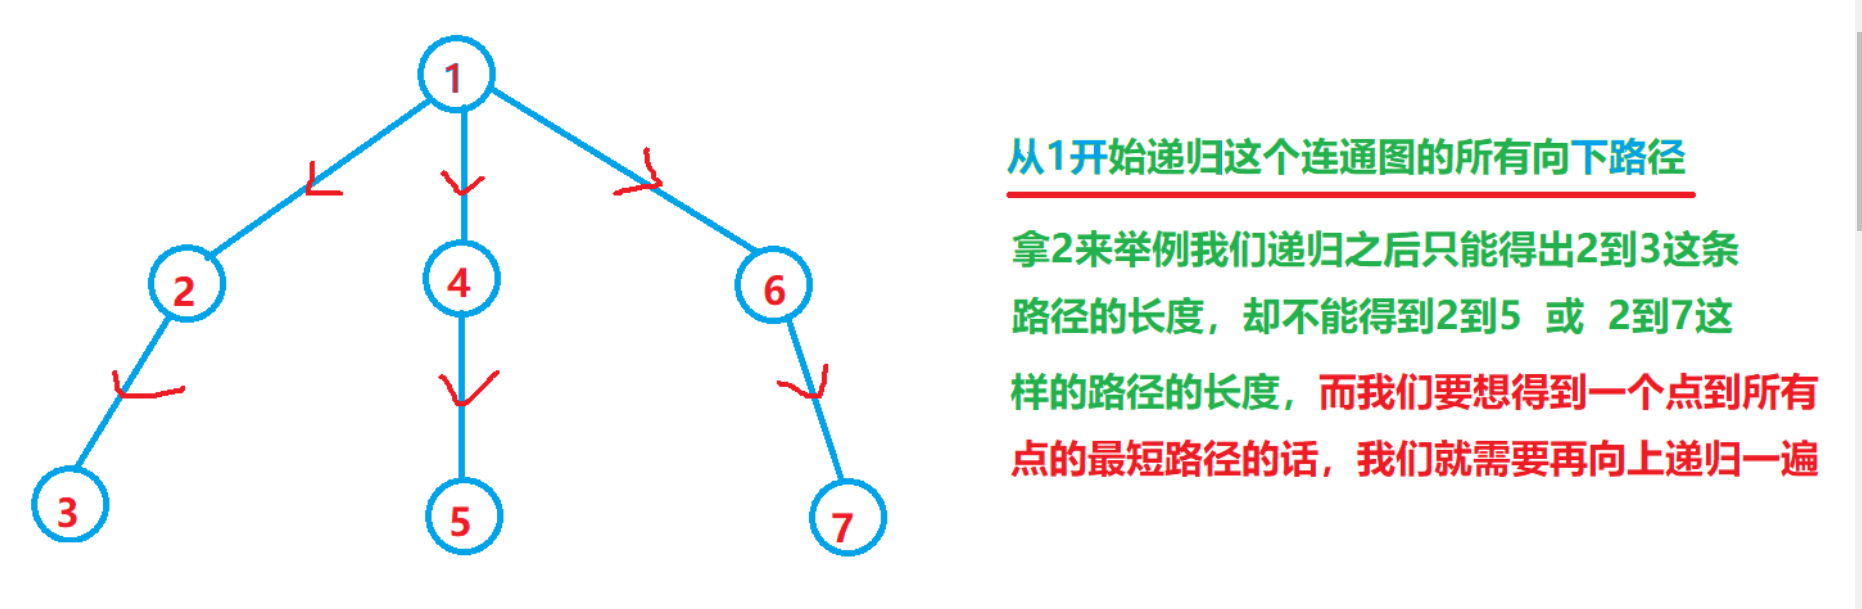 1
从1开始递归这个连通图的所有向下路径
拿2来举例我们递归之后只能得出2到3这条
2
4
6
路径的长度，却不能得到2到5 或 2到7这
样的路径的长度，而我们要想得到一个点到所有
点的最短路径的话，我们就需要再向上递归一遍
3
5
7